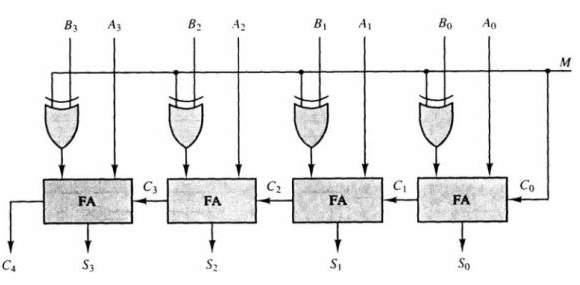 B₃ A₃ B₂ A₂ B₁ A₁ B₀ A₀
M
C₃ C₂ C₁ C₀
FA FA FA FA
C₄ S₃ S₂ S₁ S₀